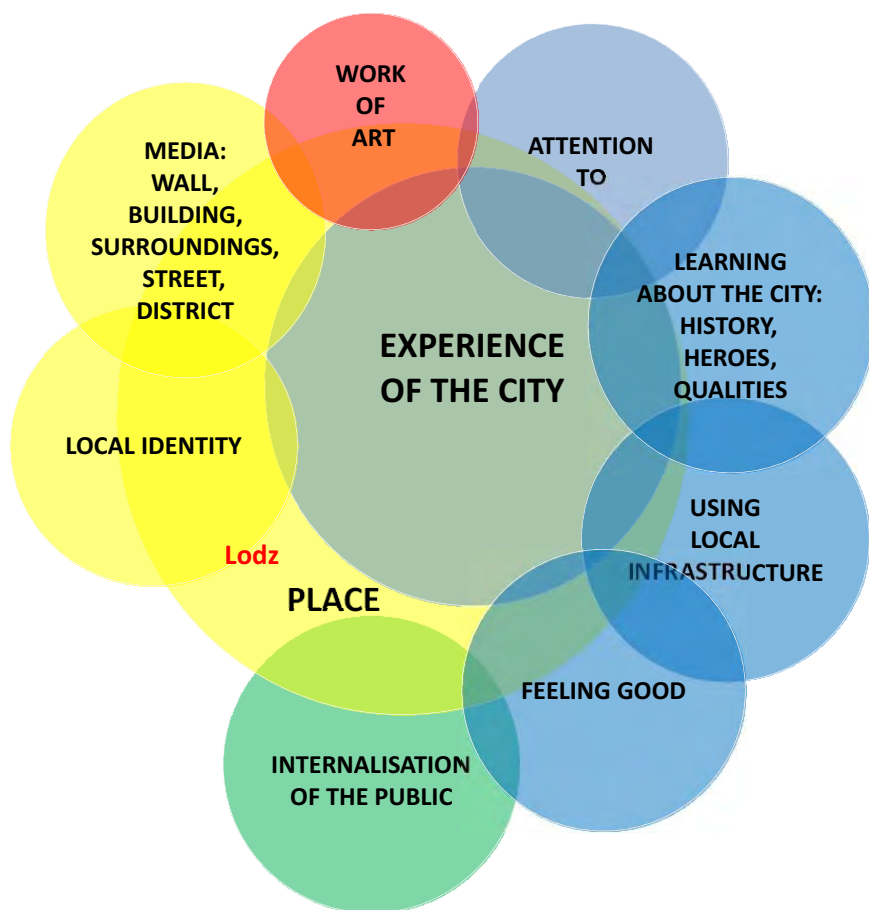 WORK
OF
ART
ATTENTION
TO
MEDIA:
WALL,
BUILDING,
SURROUNDINGS,
STREET,
DISTRICT
LEARNING
ABOUT THE CITY:
HISTORY,
HEROES,
QUALITIES
EXPERIENCE
OF THE CITY
LOCAL IDENTITY
USING
LOCAL
INFRASTRUCTURE
Lodz
PLACE
FEELING GOOD
INTERNALISATION
OF THE PUBLIC